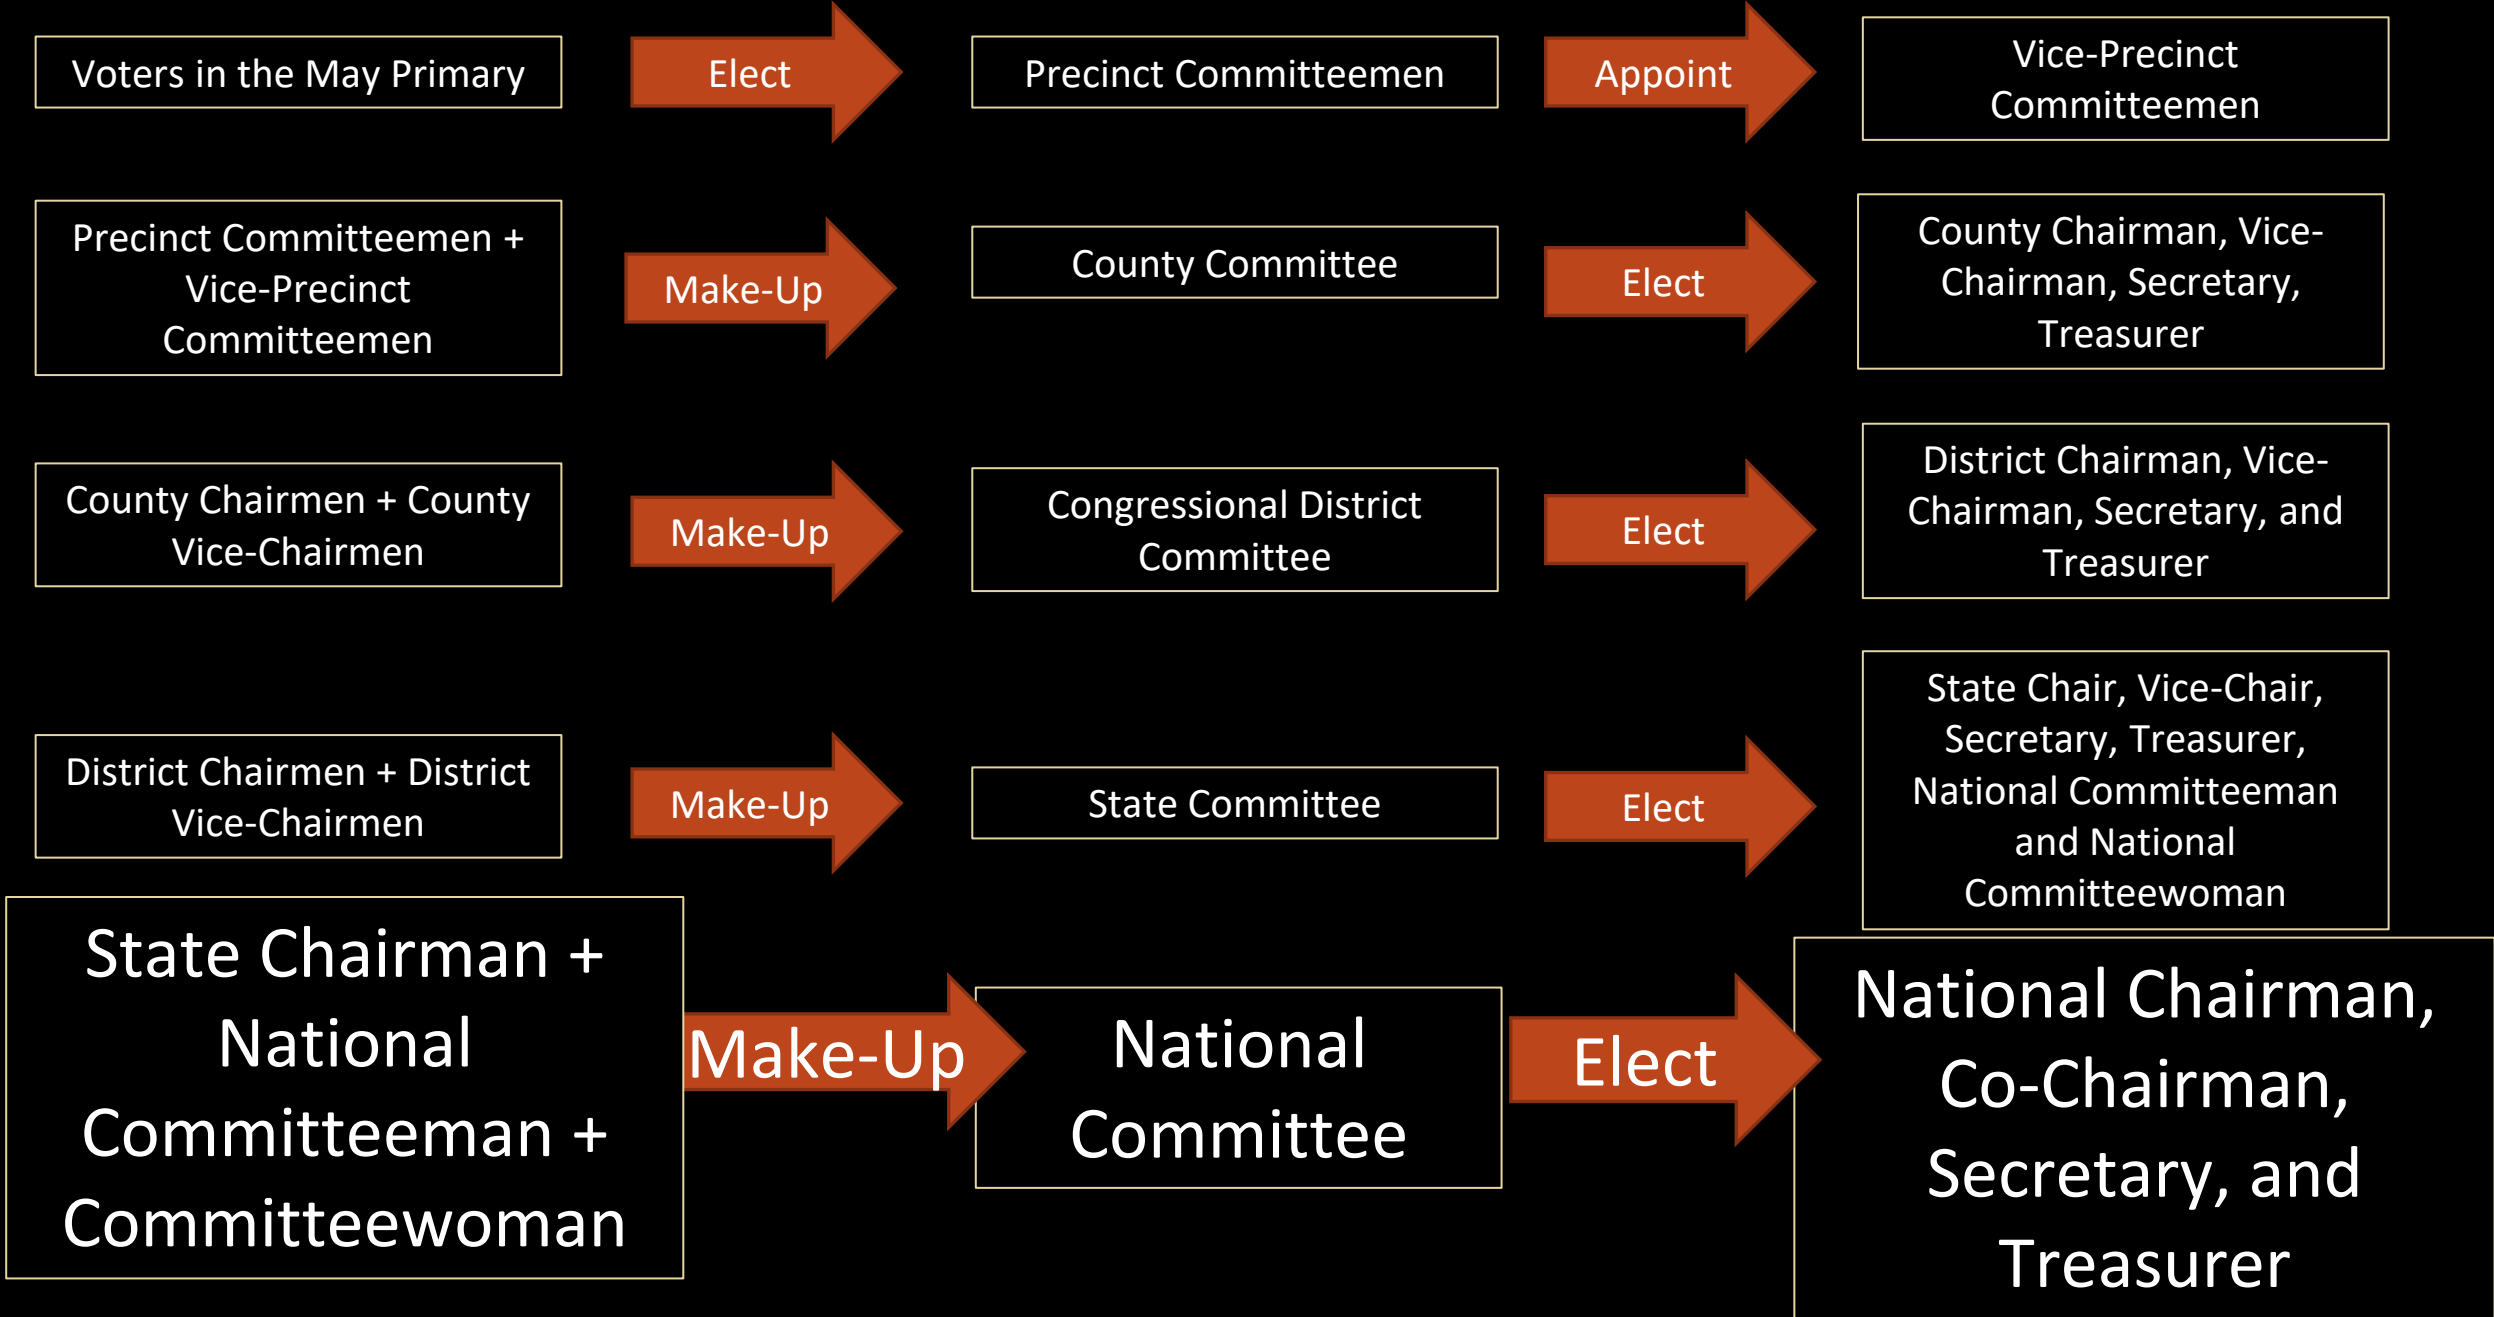 Voters in the May Primary
Elect
Precinct Committeemen
Appoint
Vice-Precinct
Committeemen
Precinct Committeemen +
Vice-Precinct
Committeemen
Make-Up
County Committee
Elect
County Chairman, Vice-
Chairman, Secretary,
Treasurer
County Chairmen + County
Vice-Chairmen
Make-Up
Congressional District
Committee
Elect
District Chairman, Vice-
Chairman, Secretary, and
Treasurer
District Chairmen + District
Vice-Chairmen
Make-Up
State Committee
Elect
State Chair, Vice-Chair,
Secretary, Treasurer,
National Committeeman
and National
Committeewoman
State Chairman +
National
Committeeman +
Committeewoman
Make-Up
National
Committee
Elect
National Chairman,
Co-Chairman,
Secretary, and
Treasurer